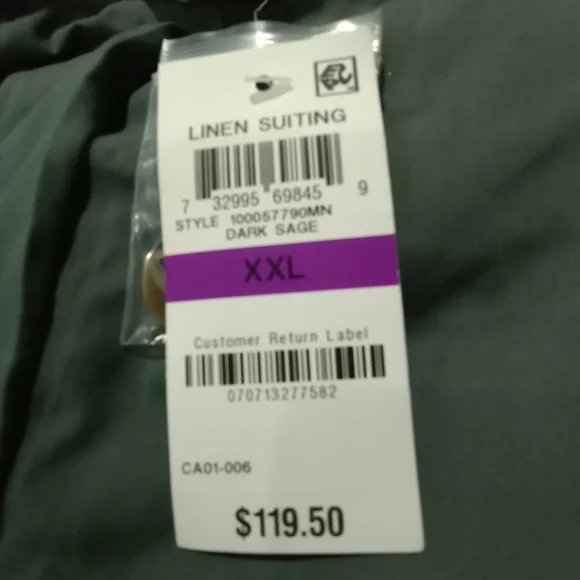 LINEN SUITING
7 32995 69845 9
STYLE 100057790MN
DARK SAGE
XXL
Customer Return Label
070713277582
CA01-006
$119.50